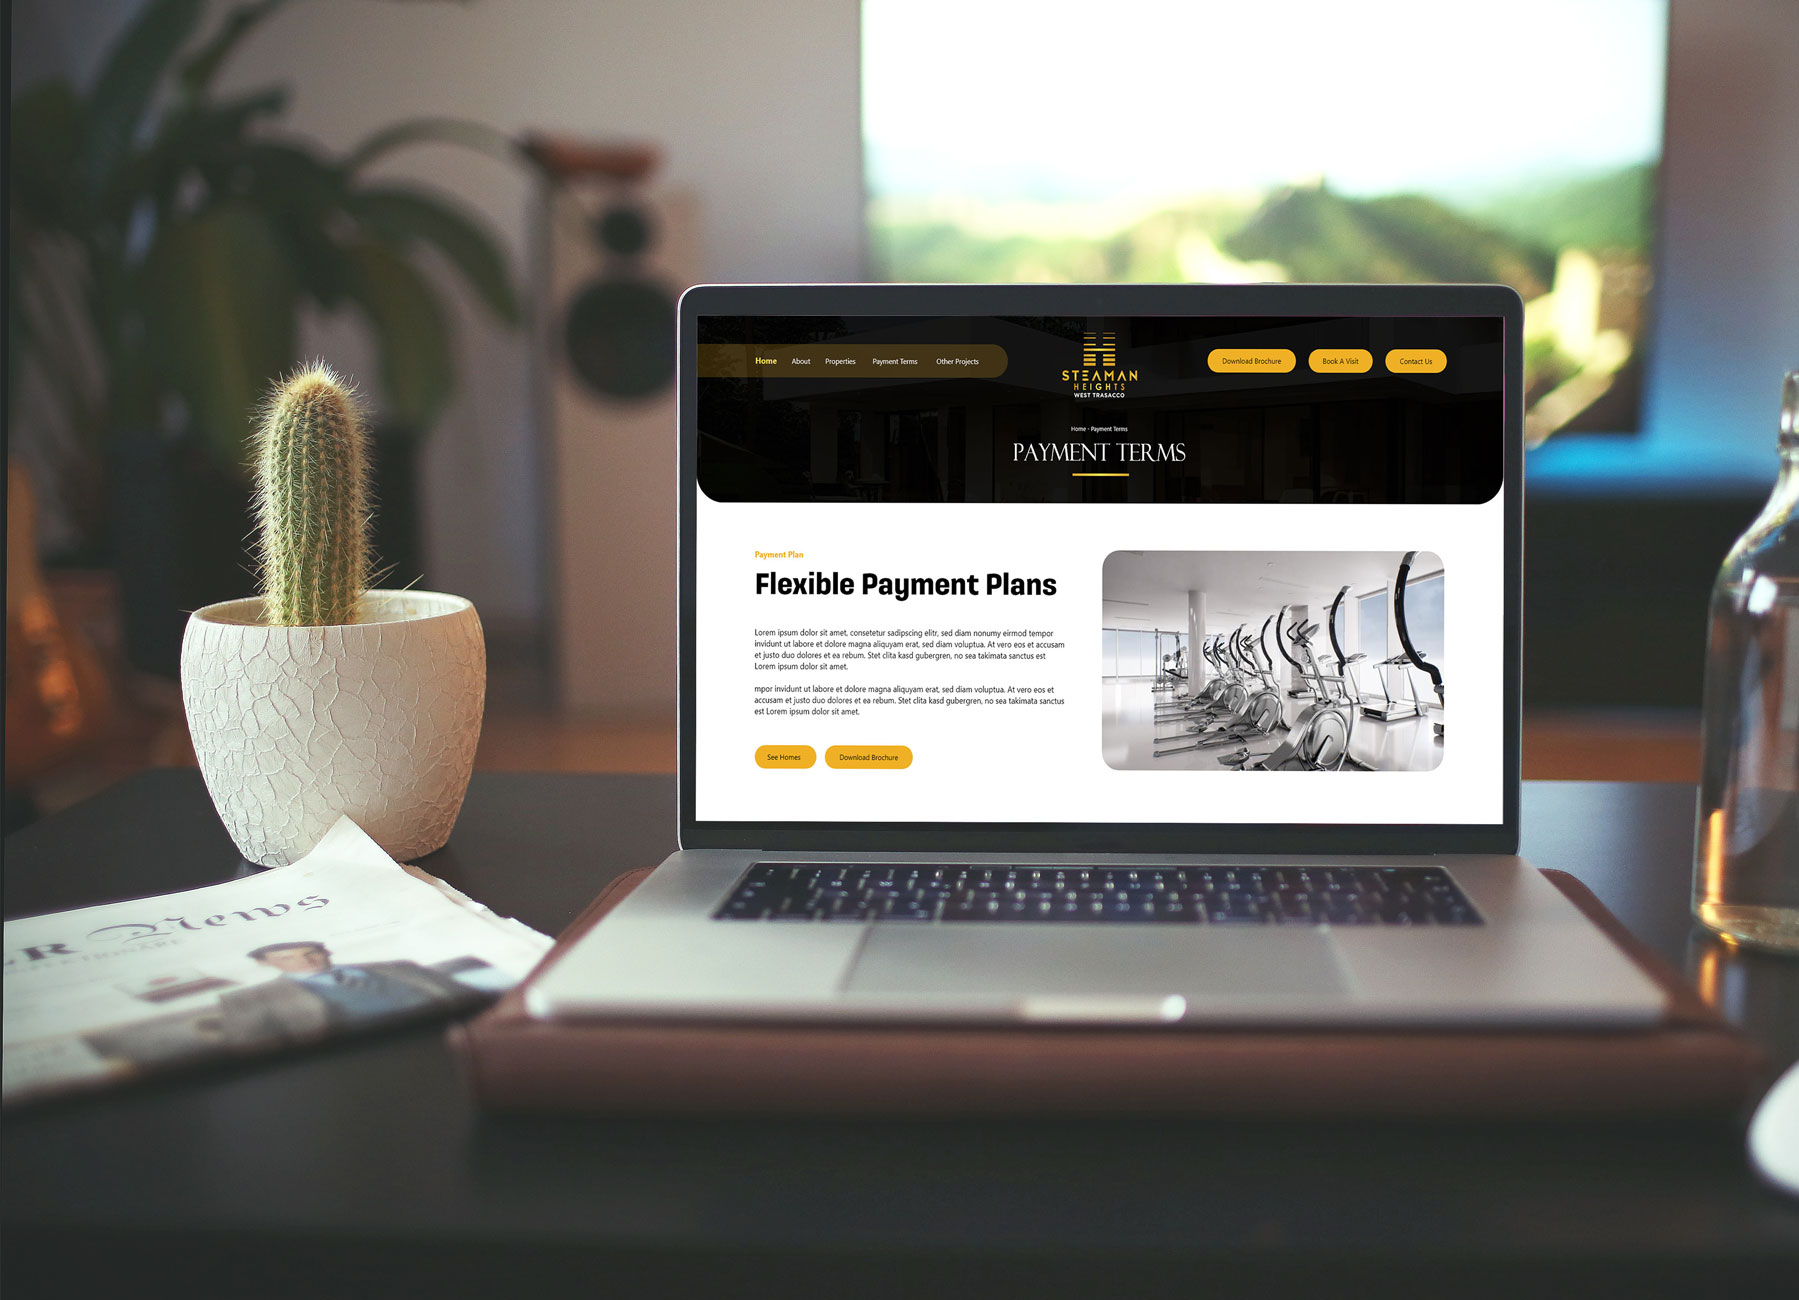 Home About Properties Payment Terms Other Projects
STEAMAN
HEIGHTS
WEST TRASACCO
Download Brochure Book A Visit Contact Us
Home - Payment Terms
PAYMENT TERMS
Payment Plan
Flexible Payment Plans
Lorem ipsum dolor sit amet, consetetur sadipscing elitr, sed diam nonumy eirmod tempor
invidunt ut labore et dolore magna aliquyam erat, sed diam voluptua. At vero eos et accusam
et justo duo dolores et ea rebum. Stet clita kasd gubergren, no sea takimata sanctus est
Lorem ipsum dolor sit amet.
mpor invidunt ut labore et dolore magna aliquyam erat, sed diam voluptua. At vero eos et
accusam et justo duo dolores et ea rebum. Stet clita kasd gubergren, no sea takimata sanctus
est Lorem ipsum dolor sit amet.
See Homes Download Brochure
News